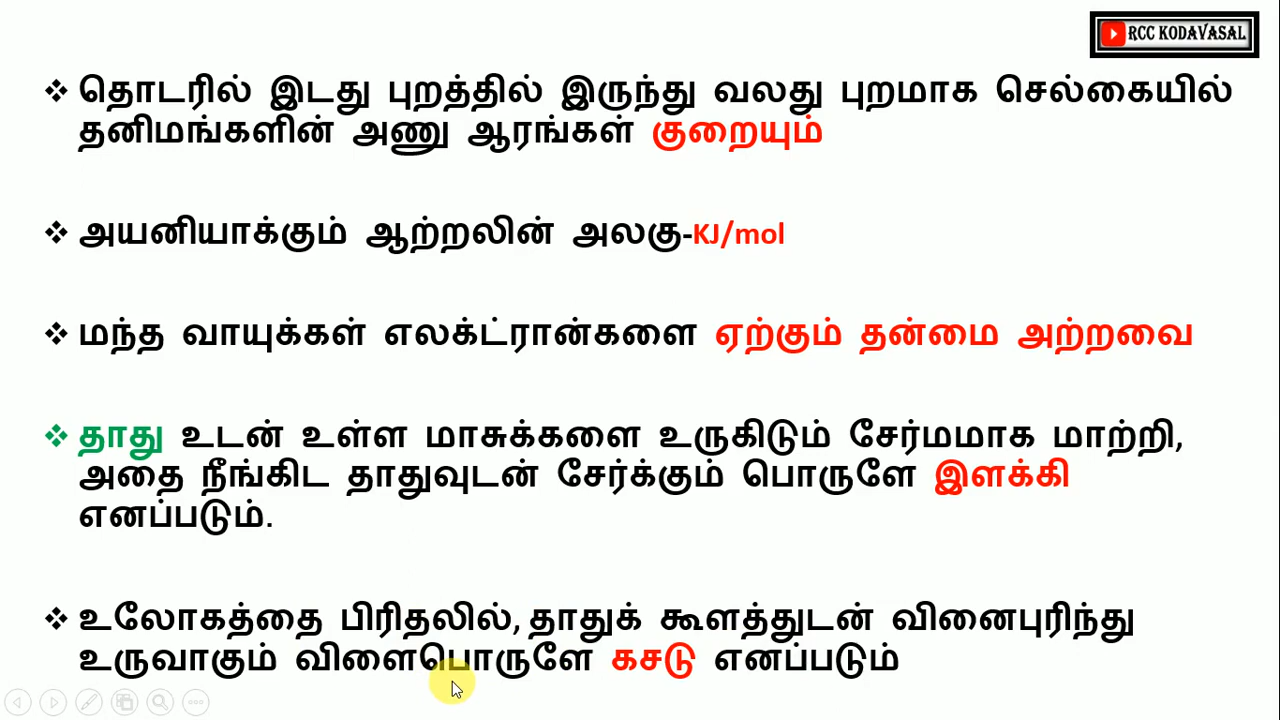 RCC KODAVASAL
❖ தொடரில் இடது புறத்தில் இருந்து வலது புறமாக செல்கையில்
தனிமங்களின் அணு ஆரங்கள் குறையும்
❖ அயனியாக்கும் ஆற்றலின் அலகு-KJ/mol
❖ மந்த வாயுக்கள் எலக்ட்ரான்களை ஏற்கும் தன்மை அற்றவை
❖ தாது உடன் உள்ள மாசுக்களை உருகிடும் சேர்மமாக மாற்றி,
அதை நீங்கிட தாதுவுடன் சேர்க்கும் பொருளே இளக்கி
எனப்படும்.
❖ உலோகத்தை பிரிதலில், தாதுக் கூளத்துடன் வினைபுரிந்து
உருவாகும் விளைபொருளே கசடு எனப்படும்